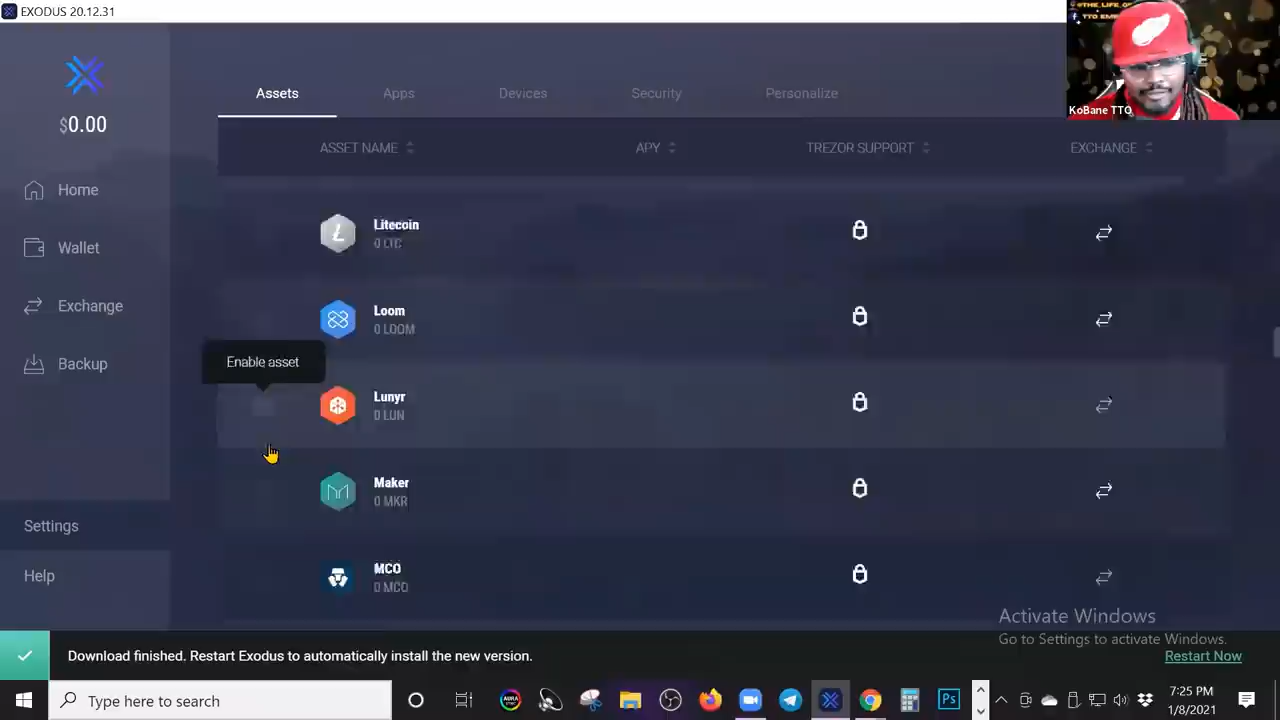 EXODUS 20.12.31
$0.00
Home
Wallet
Exchange
Backup
Settings
Help
Assets
Apps
Devices
Security
Personalize
ASSET NAME
APY
TREZOR SUPPORT
EXCHANGE
Litecoin
0 LTC
Loom
0 LOOM
Enable asset
Lunyr
0 LUN
Maker
0 MKR
MCO
0 MCO
KoBane TTO
Activate Windows
Go to Settings to activate Windows.
Download finished. Restart Exodus to automatically install the new version.
Restart Now
Type here to search
AURA
Ps
7:25 PM
1/8/2021